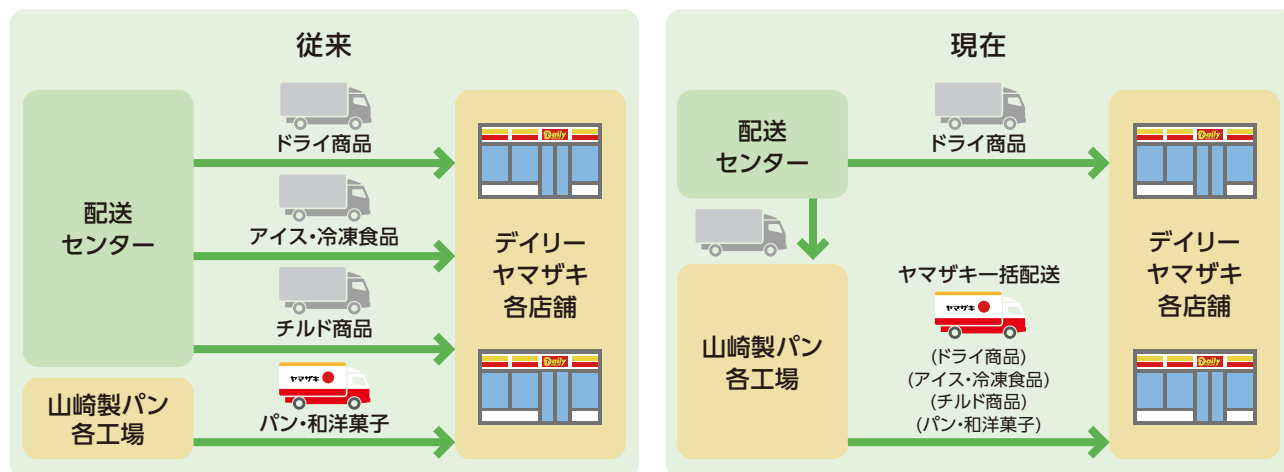 従来
配送
センター
ドライ商品
アイス・冷凍食品
チルド商品
ヤマザキ
パン・和洋菓子
山崎製パン
各工場
Daily
デイリー
ヤマザキ
各店舗
Daily
現在
配送
センター
ドライ商品
山崎製パン
各工場
ヤマザキ一括配送
ヤマザキ
(ドライ商品)
(アイス・冷凍食品)
(チルド商品)
(パン・和洋菓子)
Daily
デイリー
ヤマザキ
各店舗
Daily